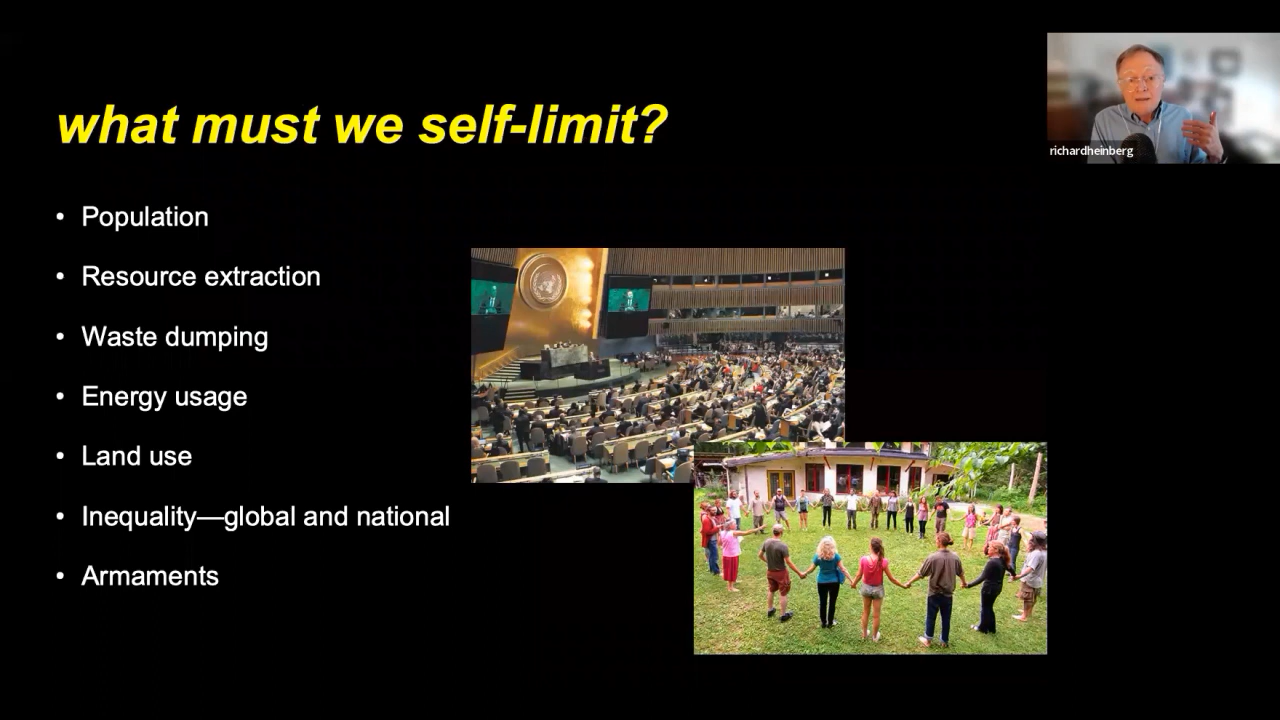 what must we self-limit?
richardheinberg
• Population
• Resource extraction
• Waste dumping
• Energy usage
• Land use
• Inequality—global and national
• Armaments